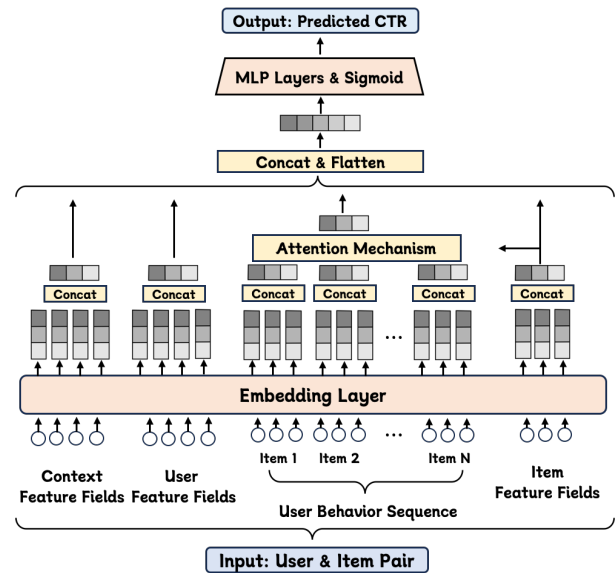 Output: Predicted CTR
MLP Layers & Sigmoid
Concat & Flatten
Attention Mechanism
Concat
Concat
Concat
Concat
Concat
Concat
...
Embedding Layer
...
Item 1
Item 2
Item N
Context
Feature Fields
User
Feature Fields
Item
Feature Fields
User Behavior Sequence
Input: User & Item Pair